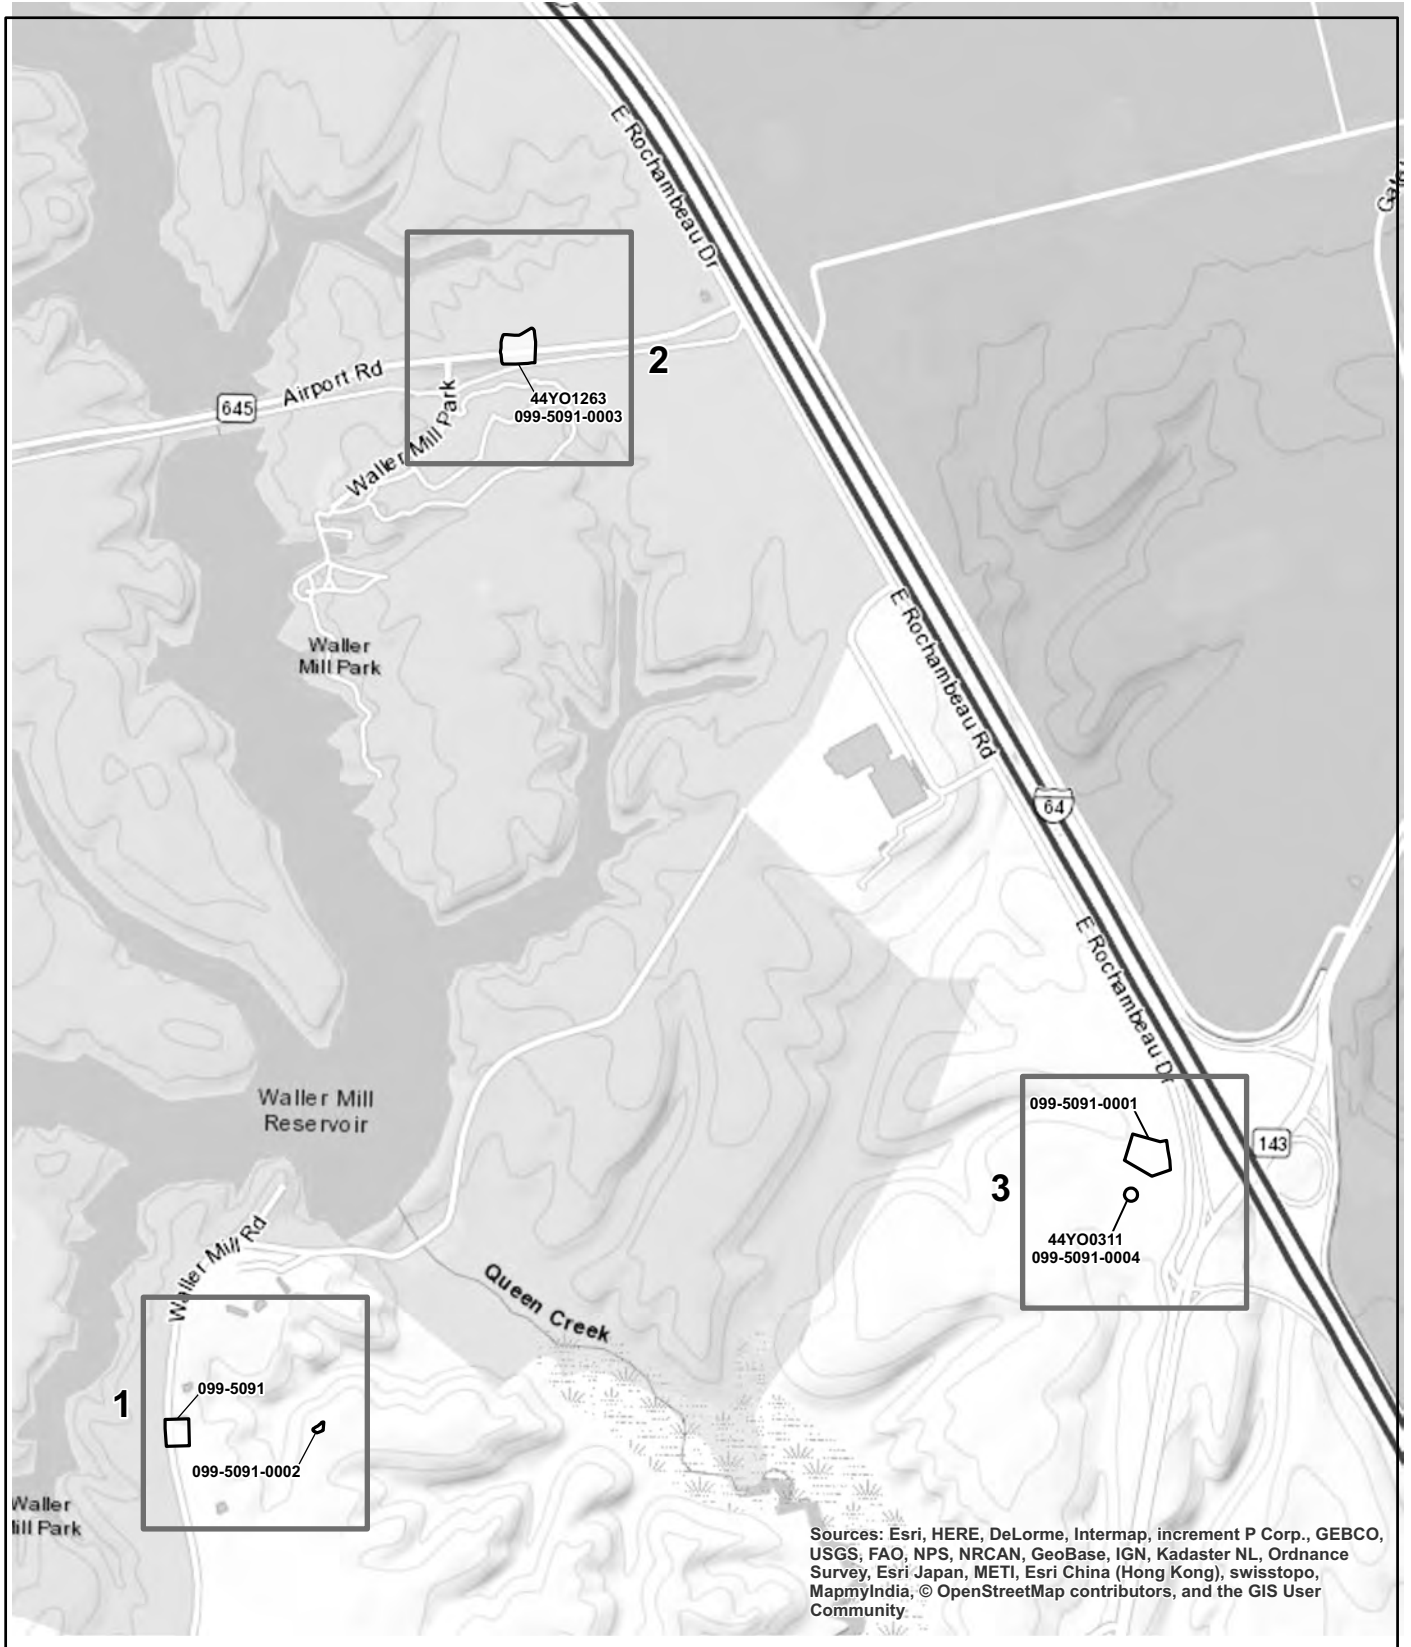 E Rochambeau Dr
2
Airport Rd
645
44YO1263
099-5091-0003
Waller Mill Park
E Rochambeau Rd
Waller
Mill Park
64
E Rochambeau Dr
Waller Mill
Reservoir
099-5091-0001
143
3
44YO0311
099-5091-0004
Waller Mill Rd
Queen Creek
1
099-5091
099-5091-0002
Waller
ill Park
Sources: Esri, HERE, DeLorme, Intermap, increment P Corp., GEBCO,
USGS, FAO, NPS, NRCAN, GeoBase, IGN, Kadaster NL, Ordnance
Survey, Esri Japan, METI, Esri China (Hong Kong), swisstopo,
MapmyIndia, © OpenStreetMap contributors, and the GIS User
Community